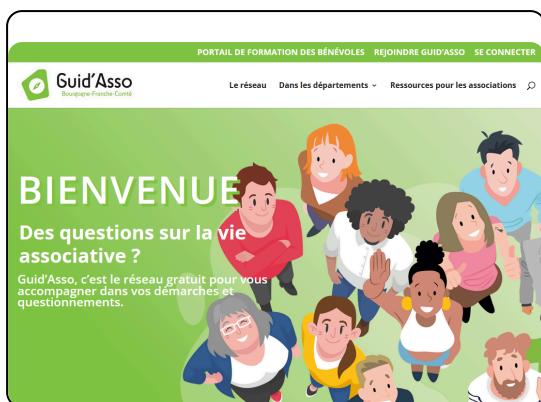 PORTAIL DE FORMATION DES BÉNÉVOLES REJOINDRE GUID'ASSO SE CONNECTER
Guid'Asso
Bourgogne-Franche-Comté
Le réseau Dans les départements Ressources pour les associations
BIENVENUE
Des questions sur la vie
associative ?
Guid'Asso, c'est le réseau gratuit pour vous
accompagner dans vos démarches et
questionnements.